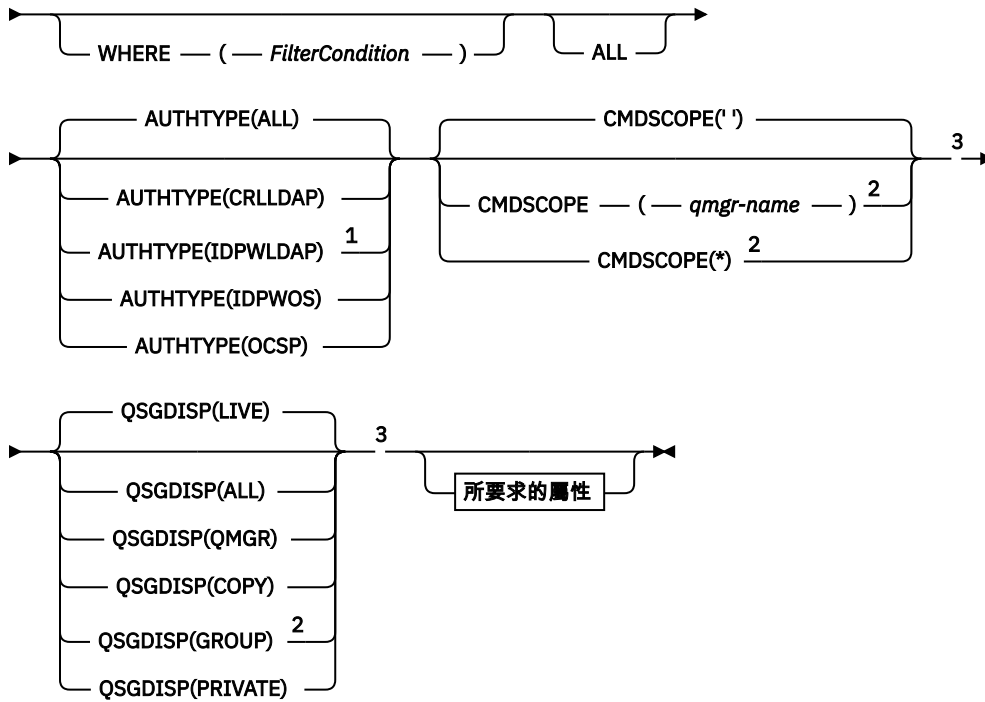 WHERE ( FilterCondition )
ALL
AUTHTYPE(ALL)
AUTHTYPE(CRLLDAP)
AUTHTYPE(IDPWLDAP) 1
AUTHTYPE(IDPWOS)
AUTHTYPE(OCSP)
CMDSCOPE(' ')
CMDSCOPE ( qmgr-name ) 2
CMDSCOPE(*) 2
3
QSGDISP(LIVE)
QSGDISP(ALL)
QSGDISP(QMGR)
QSGDISP(COPY)
QSGDISP(GROUP) 2
QSGDISP(PRIVATE)
3
所要求的屬性